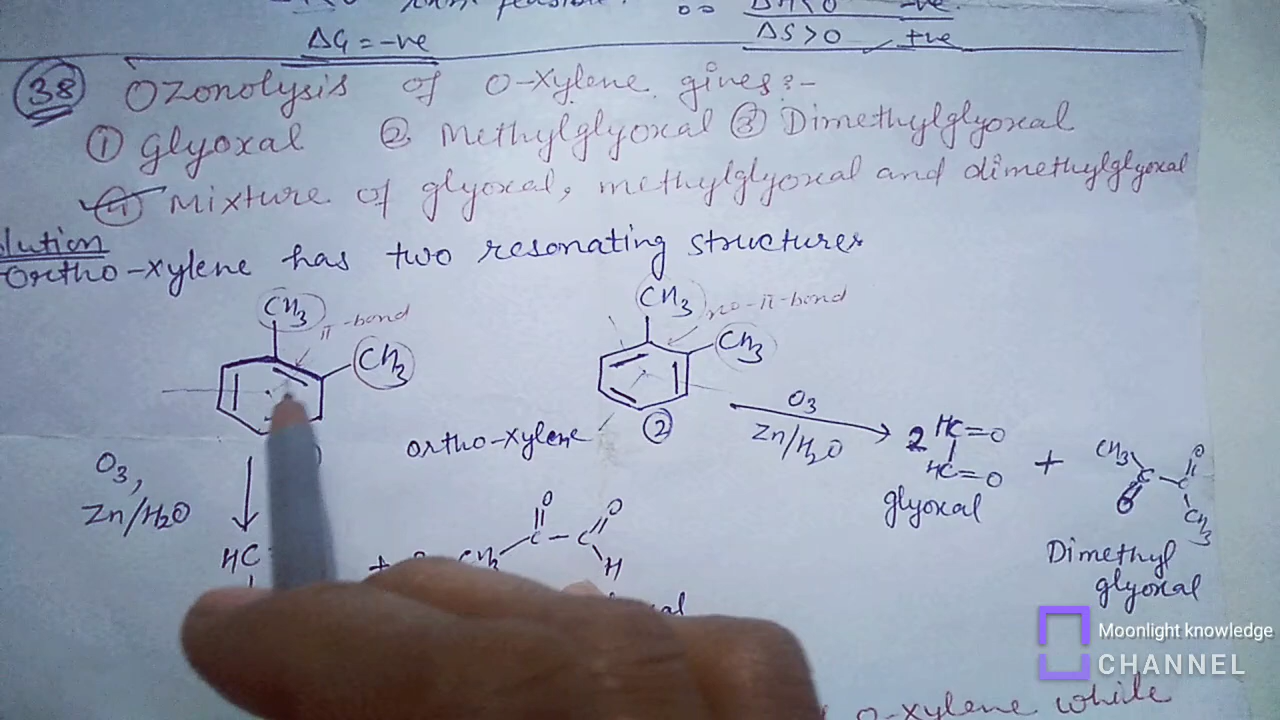 ΔG = -ve
ΔS>0 +ve
38 Ozonolysis of O-Xylene gives:-
① Glyoxal ② Methylglyoxal ③ Dimethylglyoxal
④ Mixture of glyoxal, methylglyoxal and dimethylglyoxal
lution
Ortho-xylene has two resonating structures
CH3 π-bond
CH3
CH3 no-π-bond
CH3
②
Ortho-Xylene
O3
Zn/H2O
2 HC=O
HC=O
glyoxal
+
CH3 C C O
O CH3
Dimethyl
glyoxal
O3,
Zn/H2O
HC
+
O O
CH3 C - C
H
Moonlight knowledge
CHANNEL
O-xylene while